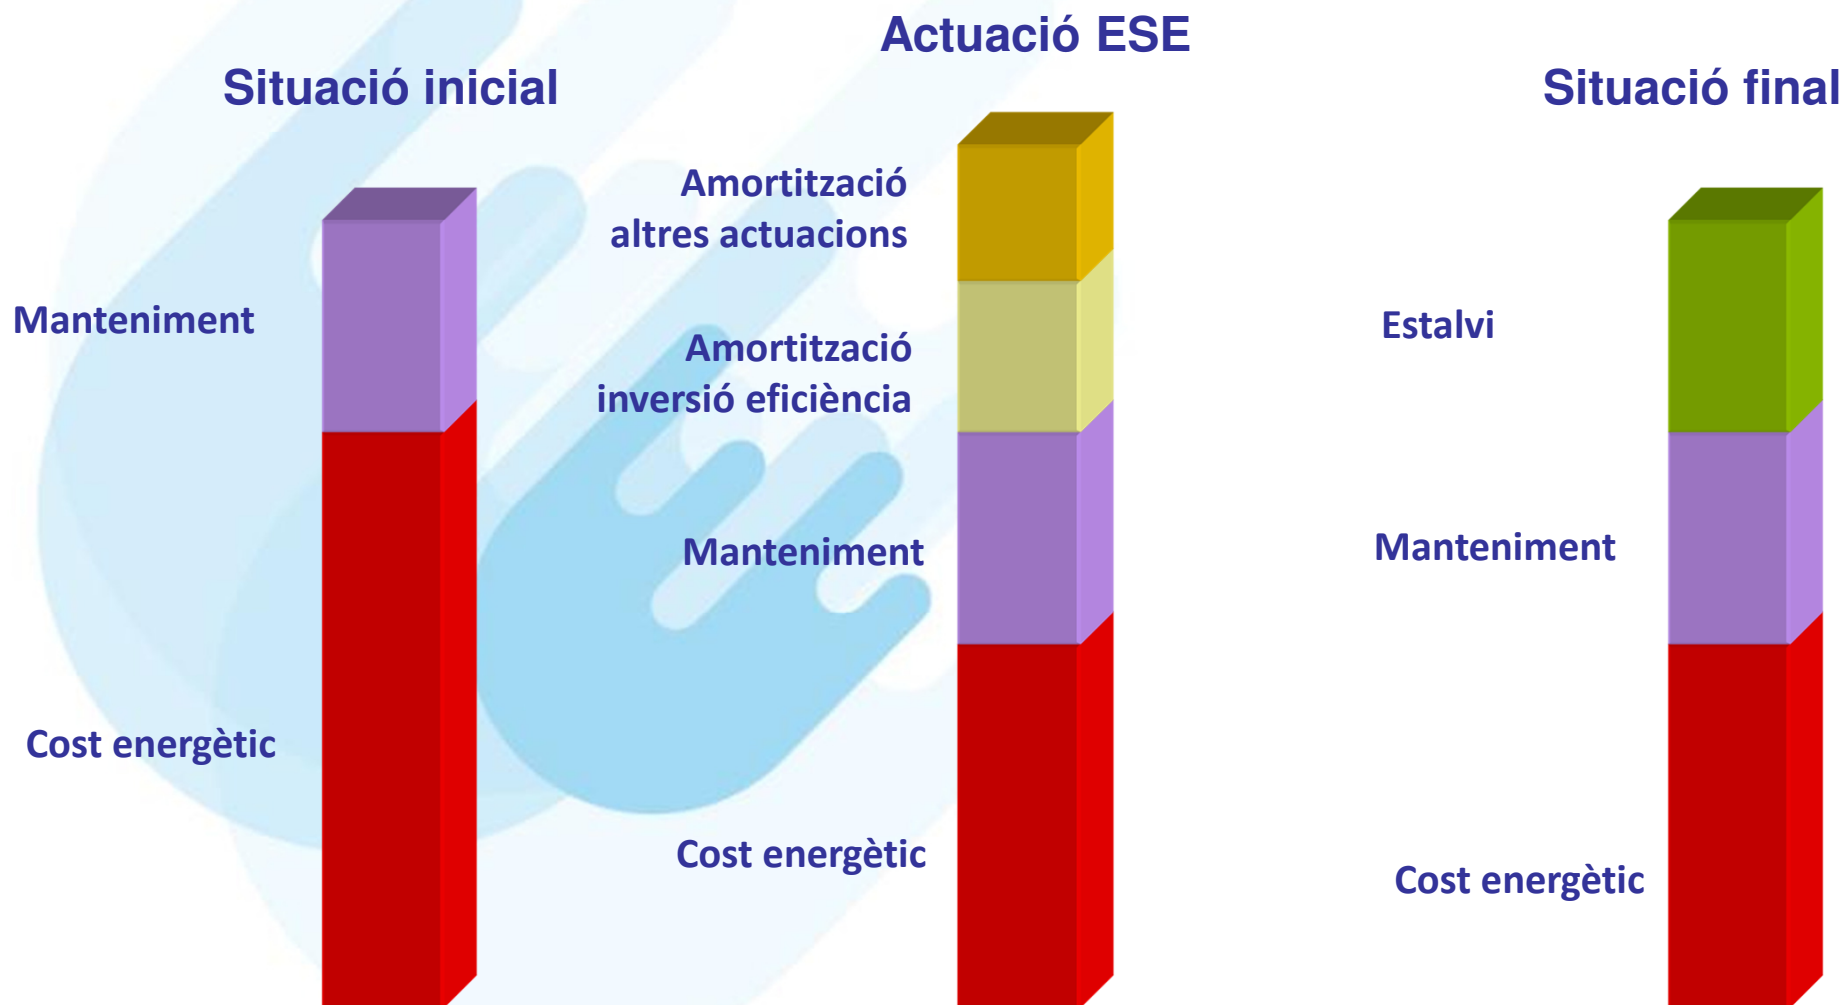 Actuació ESE
Situació inicial
Situació final
Amortització
altres actuacions
Manteniment
Estalvi
Amortització
inversió eficiència
Manteniment
Manteniment
Cost energètic
Cost energètic
Cost energètic